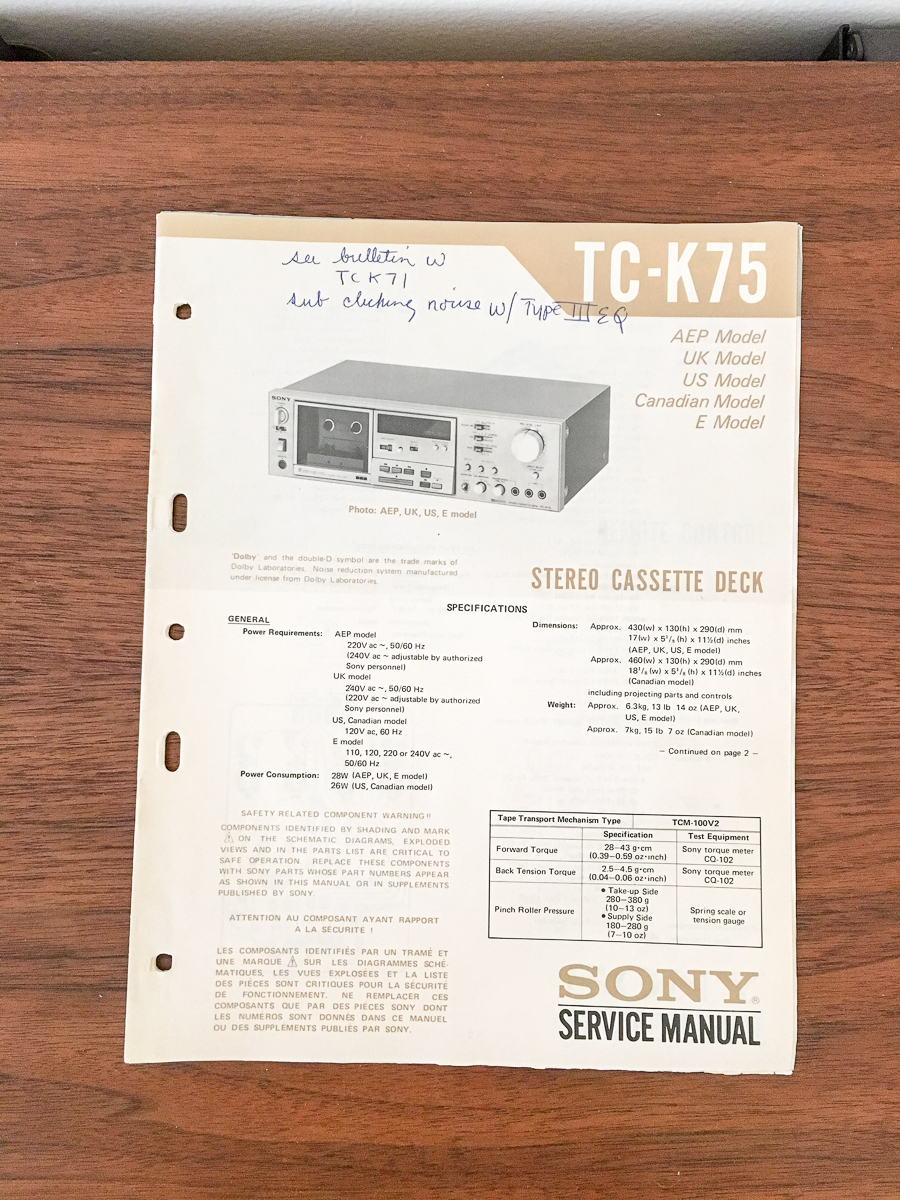 see bulletin w
TC K71
sub clicking noise w/ Type III EQ
TC-K75
AEP Model
UK Model
US Model
Canadian Model
E Model
SONY
Photo: AEP, UK, US, E model
'Dolby' and the double-D symbol are the trade marks of
Dolby Laboratories. Noise reduction system manufactured
under license from Dolby Laboratories.
STEREO CASSETTE DECK
SPECIFICATIONS
GENERAL
Power Requirements: AEP model
220V ac ~, 50/60 Hz
(240V ac ~ adjustable by authorized
Sony personnel)
UK model
240V ac ~, 50/60 Hz
(220V ac ~ adjustable by authorized
Sony personnel)
US, Canadian model
120V ac, 60 Hz
E model
110, 120, 220 or 240V ac ~,
50/60 Hz
Power Consumption: 28W (AEP, UK, E model)
26W (US, Canadian model)
Dimensions: Approx. 430(w) x 130(h) x 290(d) mm
17(w) x 5 1/8 (h) x 11½(d) inches
(AEP, UK, US, E model)
Approx. 460(w) x 130(h) x 290(d) mm
18 1/8 (w) x 5 1/8 (h) x 11½(d) inches
(Canadian model)
including projecting parts and controls
Weight: Approx. 6.3kg, 13 lb 14 oz (AEP, UK,
US, E model)
Approx. 7kg, 15 lb 7 oz (Canadian model)
– Continued on page 2 –
SAFETY RELATED COMPONENT WARNING!!
COMPONENTS IDENTIFIED BY SHADING AND MARK
⚠ ON THE SCHEMATIC DIAGRAMS, EXPLODED
VIEWS AND IN THE PARTS LIST ARE CRITICAL TO
SAFE OPERATION. REPLACE THESE COMPONENTS
WITH SONY PARTS WHOSE PART NUMBERS APPEAR
AS SHOWN IN THIS MANUAL OR IN SUPPLEMENTS
PUBLISHED BY SONY.
ATTENTION AU COMPOSANT AYANT RAPPORT
A LA SÉCURITE !
LES COMPOSANTS IDENTIFIÉS PAR UN TRAMÉ ET
UNE MARQUE ⚠ SUR LES DIAGRAMMES SCHÉ-
MATIQUES, LES VUES EXPLOSÉES ET LA LISTE
DES PIÈCES SONT CRITIQUES POUR LA SÉCURITÉ
DE FONCTIONNEMENT. NE REMPLACER CES
COMPOSANTS QUE PAR DES PIÈCES SONY DONT
LES NUMÉROS SONT DONNÉS DANS CE MANUEL
OU DES SUPPLÉMENTS PUBLIÉS PAR SONY.
Tape Transport Mechanism Type TCM-100V2
Specification Test Equipment
Forward Torque 28–43 g·cm (0.39–0.59 oz·inch) Sony torque meter CQ-102
Back Tension Torque 2.5–4.5 g·cm (0.04–0.06 oz·inch) Sony torque meter CQ-102
Pinch Roller Pressure
• Take-up Side
280–380 g
(10–13 oz)
• Supply Side
180–280 g
(7–10 oz)
Spring scale or
tension gauge
SONY®
SERVICE MANUAL